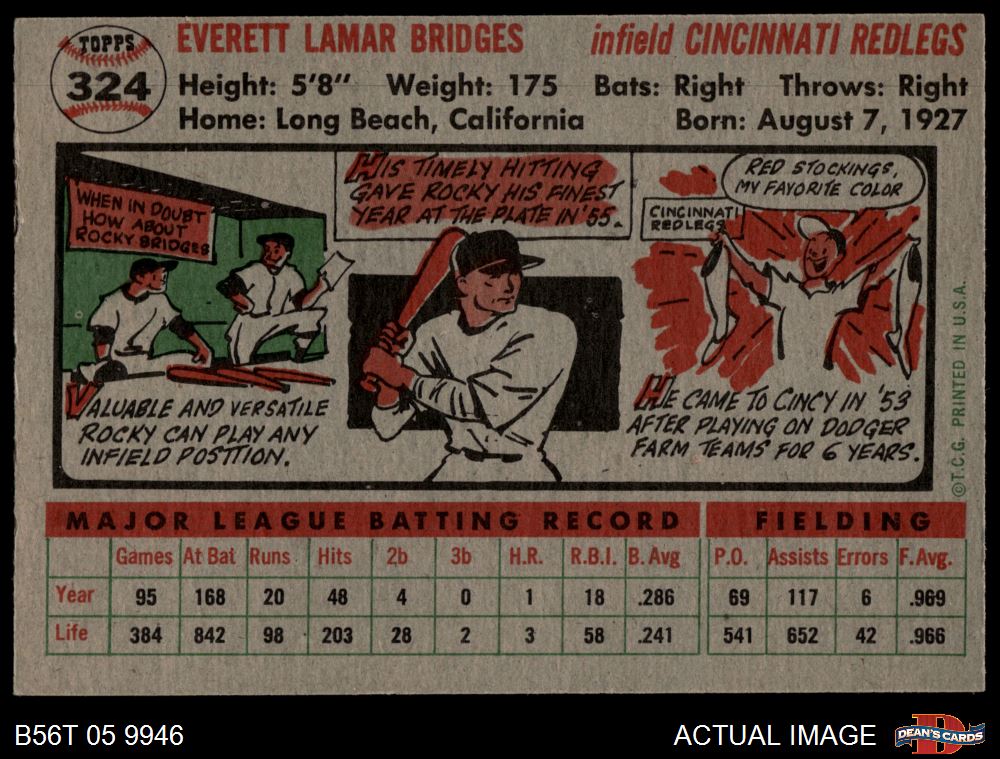 TOPPS
324
EVERETT LAMAR BRIDGES
infield CINCINNATI REDLEGS
Height: 5'8" Weight: 175 Bats: Right Throws: Right
Home: Long Beach, California Born: August 7, 1927
WHEN IN DOUBT
HOW ABOUT
ROCKY BRIDGES
VALUABLE AND VERSATILE
ROCKY CAN PLAY ANY
INFIELD POSITION.
HIS TIMELY HITTING
GAVE ROCKY HIS FINEST
YEAR AT THE PLATE IN '55.
RED STOCKINGS,
MY FAVORITE COLOR
CINCINNATI
REDLEGS
HE CAME TO CINCY IN '53
AFTER PLAYING ON DODGER
FARM TEAMS FOR 6 YEARS.
©T.C.G. PRINTED IN U.S.A.
MAJOR LEAGUE BATTING RECORD FIELDING
Games At Bat Runs Hits 2b 3b H.R. R.B.I. B. Avg P.O. Assists Errors F.Avg.
Year 95 168 20 48 4 0 1 18 .286 69 117 6 .969
Life 384 842 98 203 28 2 3 58 .241 541 652 42 .966
B56T 05 9946
ACTUAL IMAGE
DEAN'S CARDS